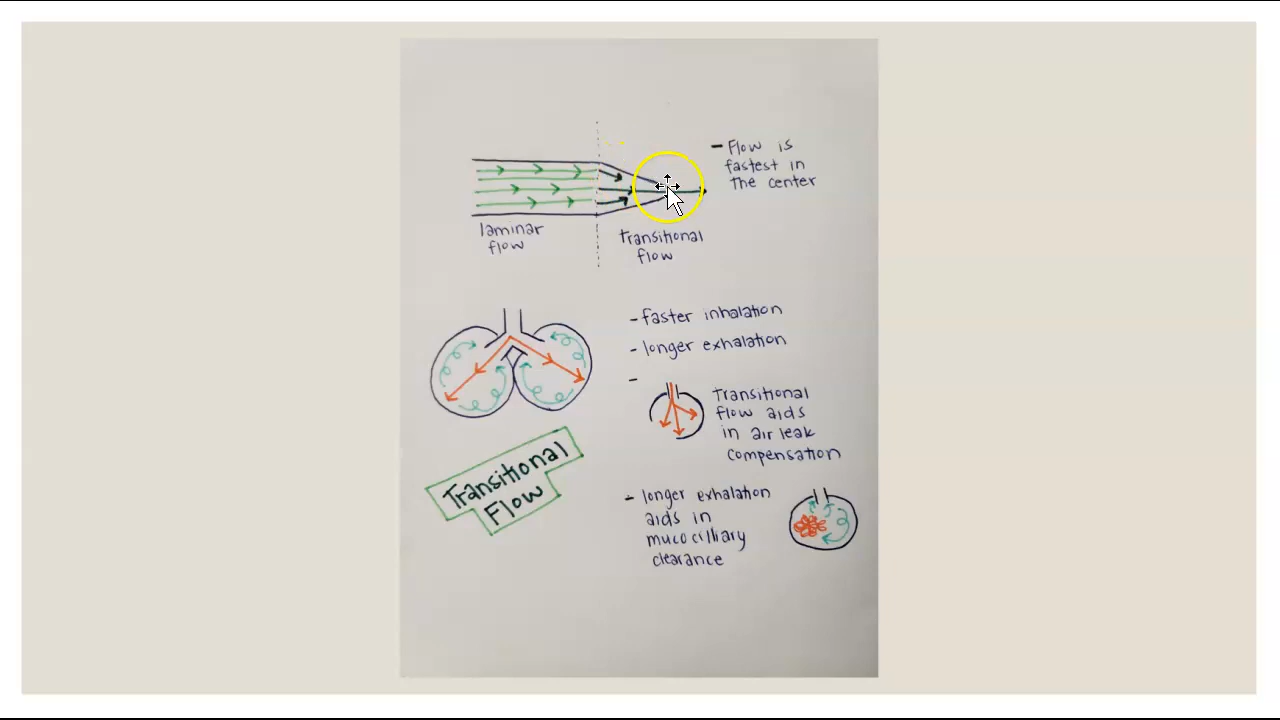 - Flow is
fastest in
the center
laminar
flow
transitional
flow
- faster inhalation
- longer exhalation
-
Transitional
flow aids
in air leak
compensation
Transitional
Flow
- longer exhalation
aids in
mucocilliary
clearance